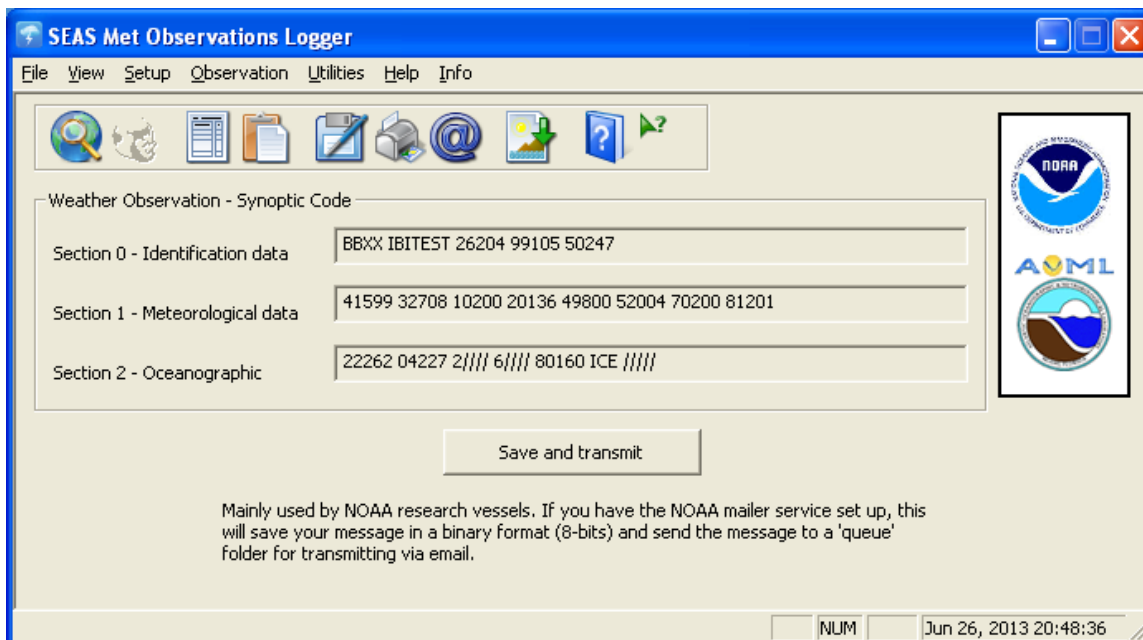 SEAS Met Observations Logger
File View Setup Observation Utilities Help Info
Weather Observation - Synoptic Code
Section 0 - Identification data
BBXX IBITEST 26204 99105 50247
Section 1 - Meteorological data
41599 32708 10200 20136 49800 52004 70200 81201
Section 2 - Oceanographic
22262 04227 2//// 6//// 80160 ICE /////
NOAA
AOML
Save and transmit
Mainly used by NOAA research vessels. If you have the NOAA mailer service set up, this
will save your message in a binary format (8-bits) and send the message to a 'queue'
folder for transmitting via email.
NUM
Jun 26, 2013 20:48:36